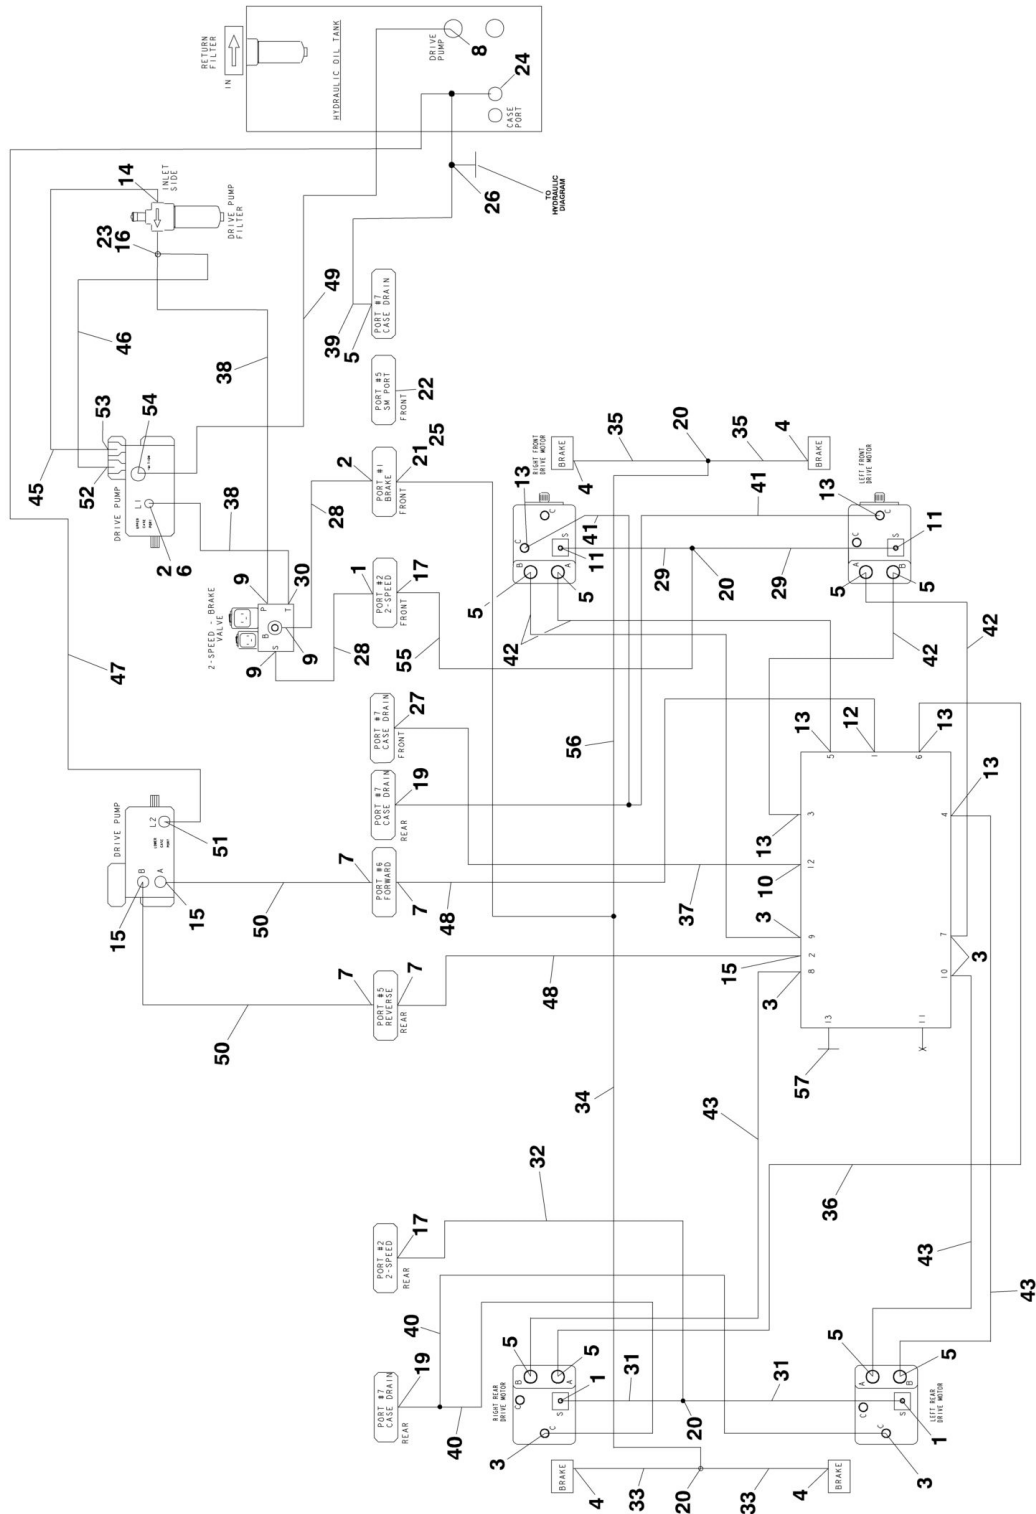 RETURN
FILTER
IN
HYDRAULIC OIL TANK
DRIVE
PUMP
8
24
CASE
PORT
26
TO
HYDRAULIC
DIAGRAM
14
INLET
SIDE
DRIVE PUMP
FILTER
23
16
46
38
49
39
5
PORT #7
CASE DRAIN
PORT #5
SM PORT
FRONT
22
45
53
54
52
DRIVE PUMP
L1
UPPER
CASE
PORT
2
6
38
2
PORT #1
BRAKE
FRONT
21
25
28
30
9
P
T
B
S
2-SPEED - BRAKE
VALVE
9
9
28
1
PORT #2
2-SPEED
FRONT
17
55
47
PORT #7
CASE DRAIN
FRONT
27
PORT #7
CASE DRAIN
REAR
19
DRIVE PUMP
L2
LOWER
CASE
PORT
51
B
A
15
15
50
7
PORT #6
FORWARD
7
48
50
7
PORT #5
REVERSE
REAR
7
48
37
56
34
RIGHT FRONT
DRIVE MOTOR
BRAKE
4
35
20
35
4
BRAKE
13
C
C
41
B
A
S
11
5
5
29
20
29
42
LEFT FRONT
DRIVE MOTOR
41
13
C
C
S
11
A
B
5
5
42
42
13
5
12
1
13
6
13
3
13
4
10
12
3
9
15
2
3
8
7
10
3
13
57
11
43
32
36
43
43
PORT #2
2-SPEED
REAR
17
40
PORT #7
CASE DRAIN
REAR
19
40
RIGHT REAR
DRIVE MOTOR
5
B
5
A
C
C
S
1
3
31
20
31
LEFT REAR
DRIVE MOTOR
5
A
5
B
C
C
S
1
3
BRAKE
4
33
20
33
4
BRAKE